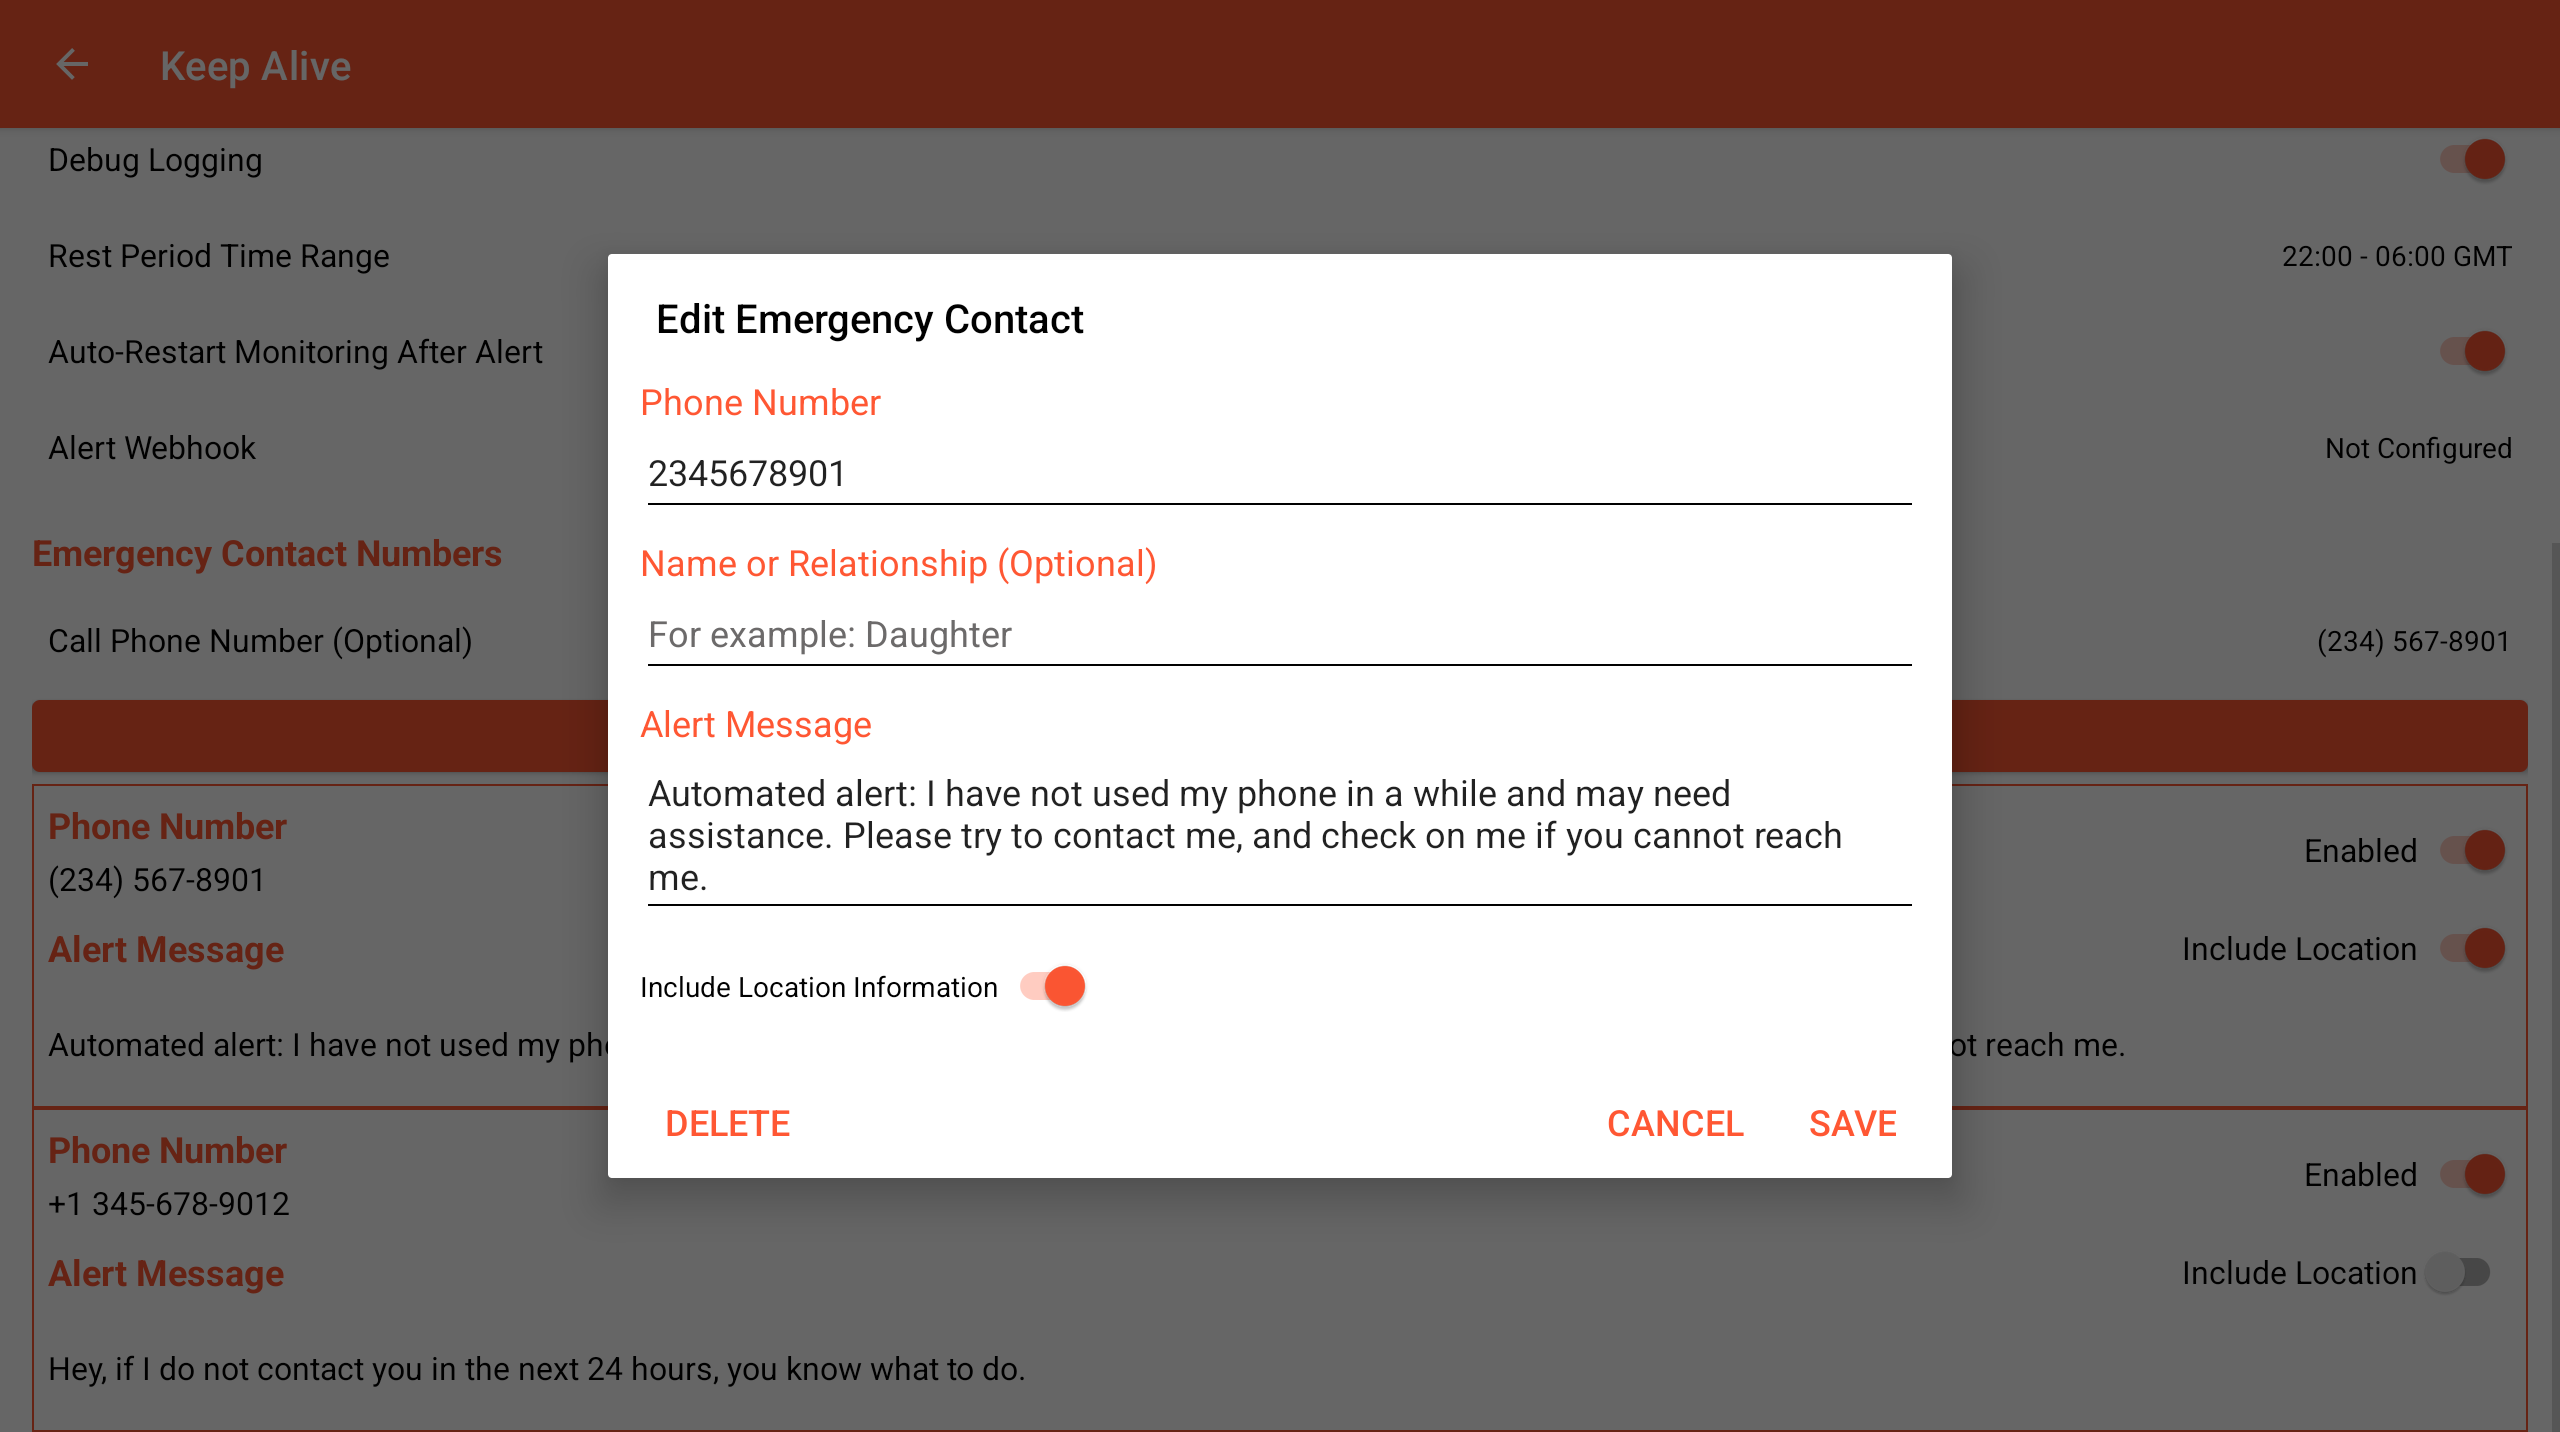 Keep Alive
Debug Logging
Rest Period Time Range
22:00 - 06:00 GMT
Auto-Restart Monitoring After Alert
Alert Webhook
Not Configured
Emergency Contact Numbers
Call Phone Number (Optional)
(234) 567-8901
Phone Number
(234) 567-8901
Enabled
Alert Message
Include Location
Automated alert: I have not used my
ot reach me.
Phone Number
+1 345-678-9012
Enabled
Alert Message
Include Location
Hey, if I do not contact you in the next 24 hours, you know what to do.
Edit Emergency Contact
Phone Number
2345678901
Name or Relationship (Optional)
For example: Daughter
Alert Message
Automated alert: I have not used my phone in a while and may need
assistance. Please try to contact me, and check on me if you cannot reach
me.
Include Location Information
DELETE
CANCEL
SAVE